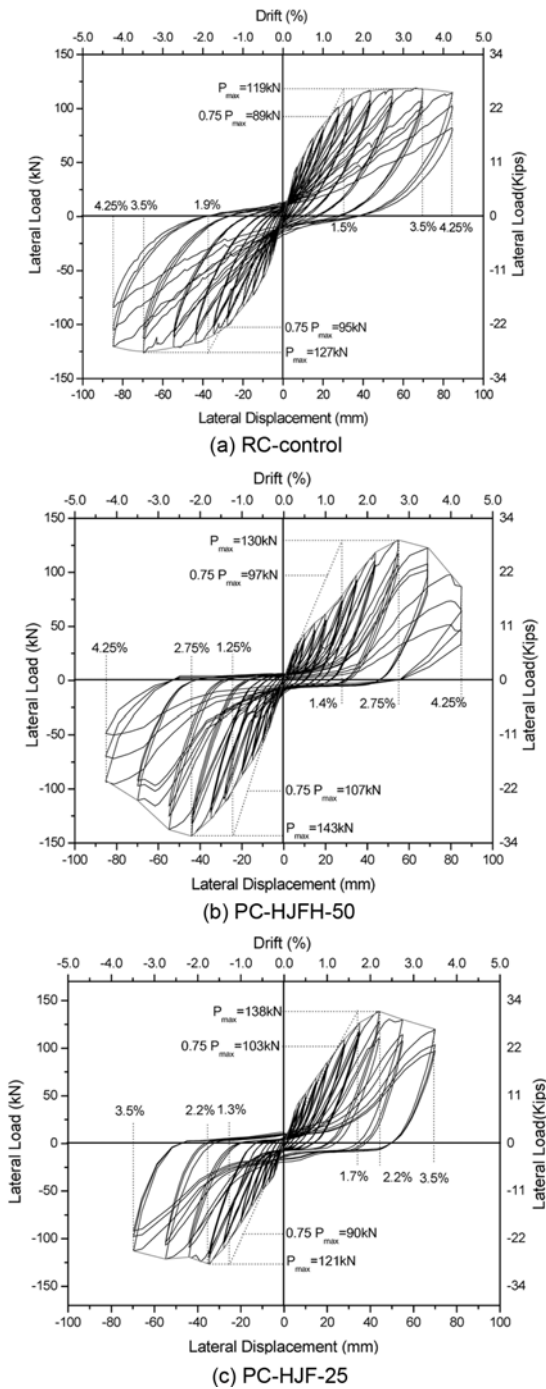 Drift (%)
-5.0 -4.0 -3.0 -2.0 -1.0 0.0 1.0 2.0 3.0 4.0 5.0
150 34
P max=119kN
100 22
0.75 P max=89kN
50 11
4.25% 3.5% 1.9%
0 0
1.5% 3.5% 4.25%
-50 -11
-100 0.75 P max=95kN -22
P max=127kN
-150 -34
-100 -80 -60 -40 -20 0 20 40 60 80 100
Lateral Load (kN)
Lateral Load(Kips)
Lateral Displacement (mm)
(a) RC-control
Drift (%)
-5.0 -4.0 -3.0 -2.0 -1.0 0.0 1.0 2.0 3.0 4.0 5.0
150 34
P max=130kN
100 0.75 P max=97kN 22
50 11
4.25% 2.75% 1.25%
0 0
1.4% 2.75% 4.25%
-50 -11
-100 0.75 P max=107kN -22
P max=143kN
-150 -34
-100 -80 -60 -40 -20 0 20 40 60 80 100
Lateral Load (kN)
Lateral Load(Kips)
Lateral Displacement (mm)
(b) PC-HJFH-50
Drift (%)
-5.0 -4.0 -3.0 -2.0 -1.0 0.0 1.0 2.0 3.0 4.0 5.0
150 34
P max=138kN
100 0.75 P max=103kN 22
50 11
3.5% 2.2% 1.3%
0 0
1.7% 2.2% 3.5%
-50 -11
0.75 P max=90kN
-100 -22
P max=121kN
-150 -34
-100 -80 -60 -40 -20 0 20 40 60 80 100
Lateral Load (kN)
Lateral Load(Kips)
Lateral Displacement (mm)
(c) PC-HJF-25